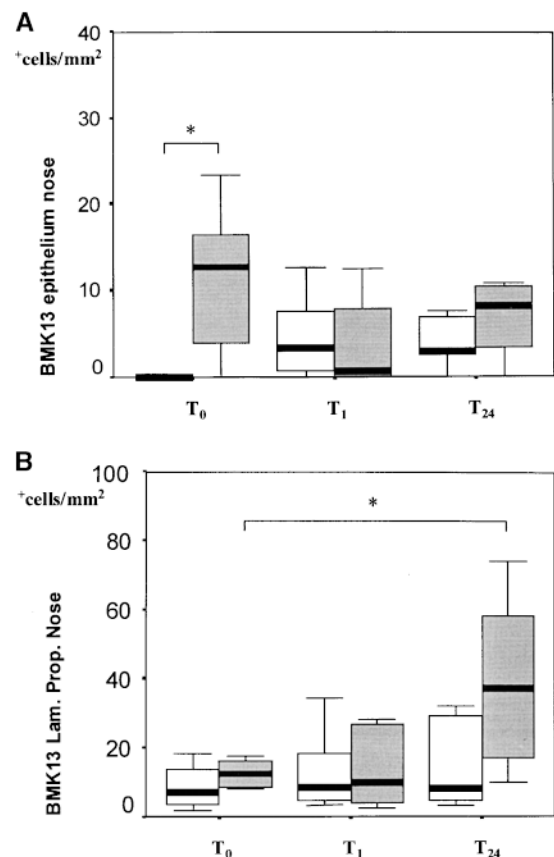 A
40
+cells/mm²
30
*
20
10
0
BMK13 epithelium nose
T₀ T₁ T₂₄
B
100
+cells/mm²
*
80
60
40
20
0
BMK13 Lam. Prop. Nose
T₀ T₁ T₂₄